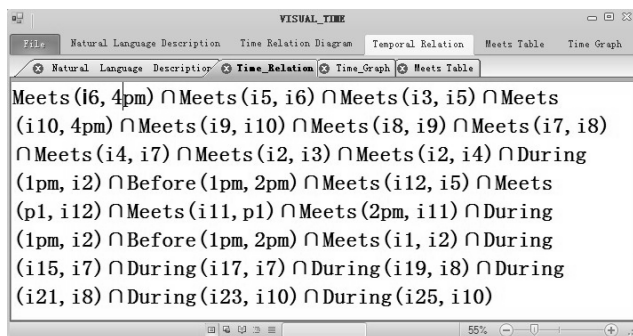 VISUAL_TIME
File Natural Language Description Time Relation Diagram Temporal Relation Meets Table Time Graph
Natural Language Description Time_Relation Time_Graph Meets Table
Meets(i6, 4pm) ∩Meets(i5, i6) ∩Meets(i3, i5) ∩Meets
(i10, 4pm) ∩Meets(i9, i10) ∩Meets(i8, i9) ∩Meets(i7, i8)
∩Meets(i4, i7) ∩Meets(i2, i3) ∩Meets(i2, i4) ∩During
(1pm, i2) ∩Before(1pm, 2pm) ∩Meets(i12, i5) ∩Meets
(p1, i12) ∩Meets(i11, p1) ∩Meets(2pm, i11) ∩During
(1pm, i2) ∩Before(1pm, 2pm) ∩Meets(i1, i2) ∩During
(i15, i7) ∩During(i17, i7) ∩During(i19, i8) ∩During
(i21, i8) ∩During(i23, i10) ∩During(i25, i10)
55%